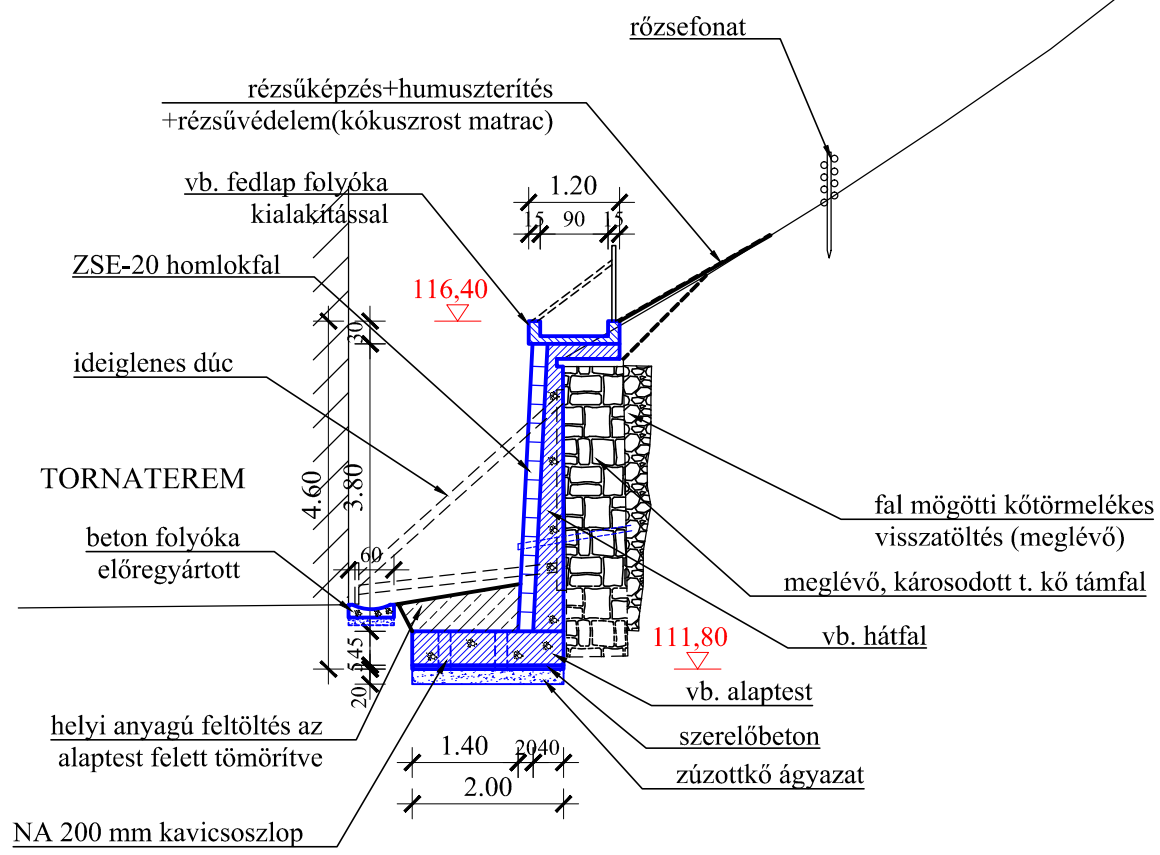 rőzsefonat
rézsűképzés+humuszterítés
+rézsűvédelem(kókuszrost matrac)
vb. fedlap folyóka
kialakítással
1.20
15 90 15
ZSE-20 homlokfal
116,40
30
ideiglenes dúc
TORNATEREM
4.60
3.80
fal mögötti kőtörmelékes
visszatöltés (meglévő)
beton folyóka
előregyártott
60
meglévő, károsodott t. kő támfal
111,80
vb. hátfal
45
5
20
vb. alaptest
helyi anyagú feltöltés az
alaptest felett tömörítve
szerelőbeton
1.40 20 40
zúzottkő ágyazat
2.00
NA 200 mm kavicsoszlop